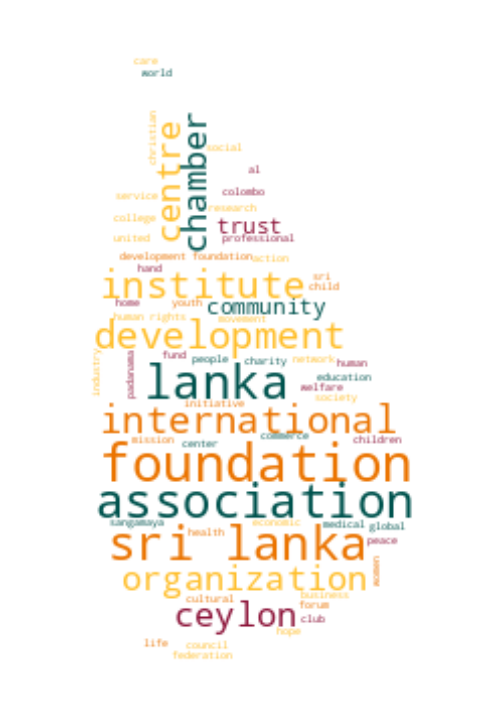 care
world
christian
centre
chamber
social
al
service
colombo
research
college
trust
united
professional
development foundation
action
hand
institute
sri
child
home
youth
community
human rights
movement
development
industry
padanama
fund
people
charity
network
human
lanka
education
welfare
society
initiative
international
mission
center
commerce
children
foundation
association
sangamaya
economic
medical
global
health
sri lanka
peace
women
organization
cultural
business
forum
ceylon
club
hope
life
council
federation